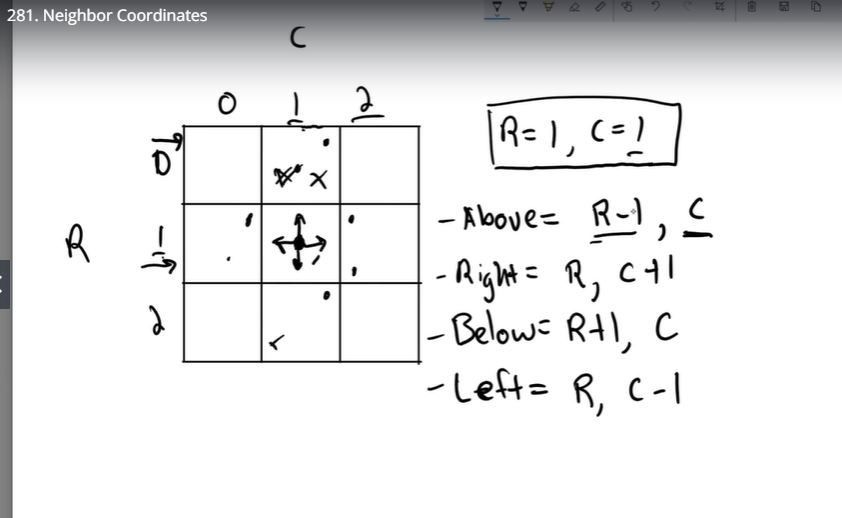 281. Neighbor Coordinates
C
0 1 2
R=1, C=1
0
x
- Above= R-1, C
R 1
- Right= R, C+1
2
- Below= R+1, C
- Left= R, C-1